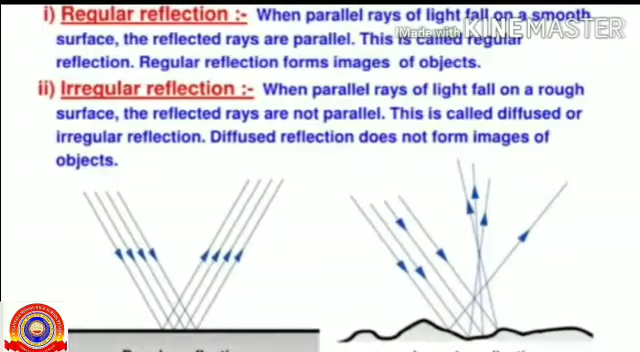 i) Regular reflection :- When parallel rays of light fall on a smooth
Made with KINEMASTER
surface, the reflected rays are parallel. This is called regular
reflection. Regular reflection forms images of objects.
ii) Irregular reflection :- When parallel rays of light fall on a rough
surface, the reflected rays are not parallel. This is called diffused or
irregular reflection. Diffused reflection does not form images of
objects.